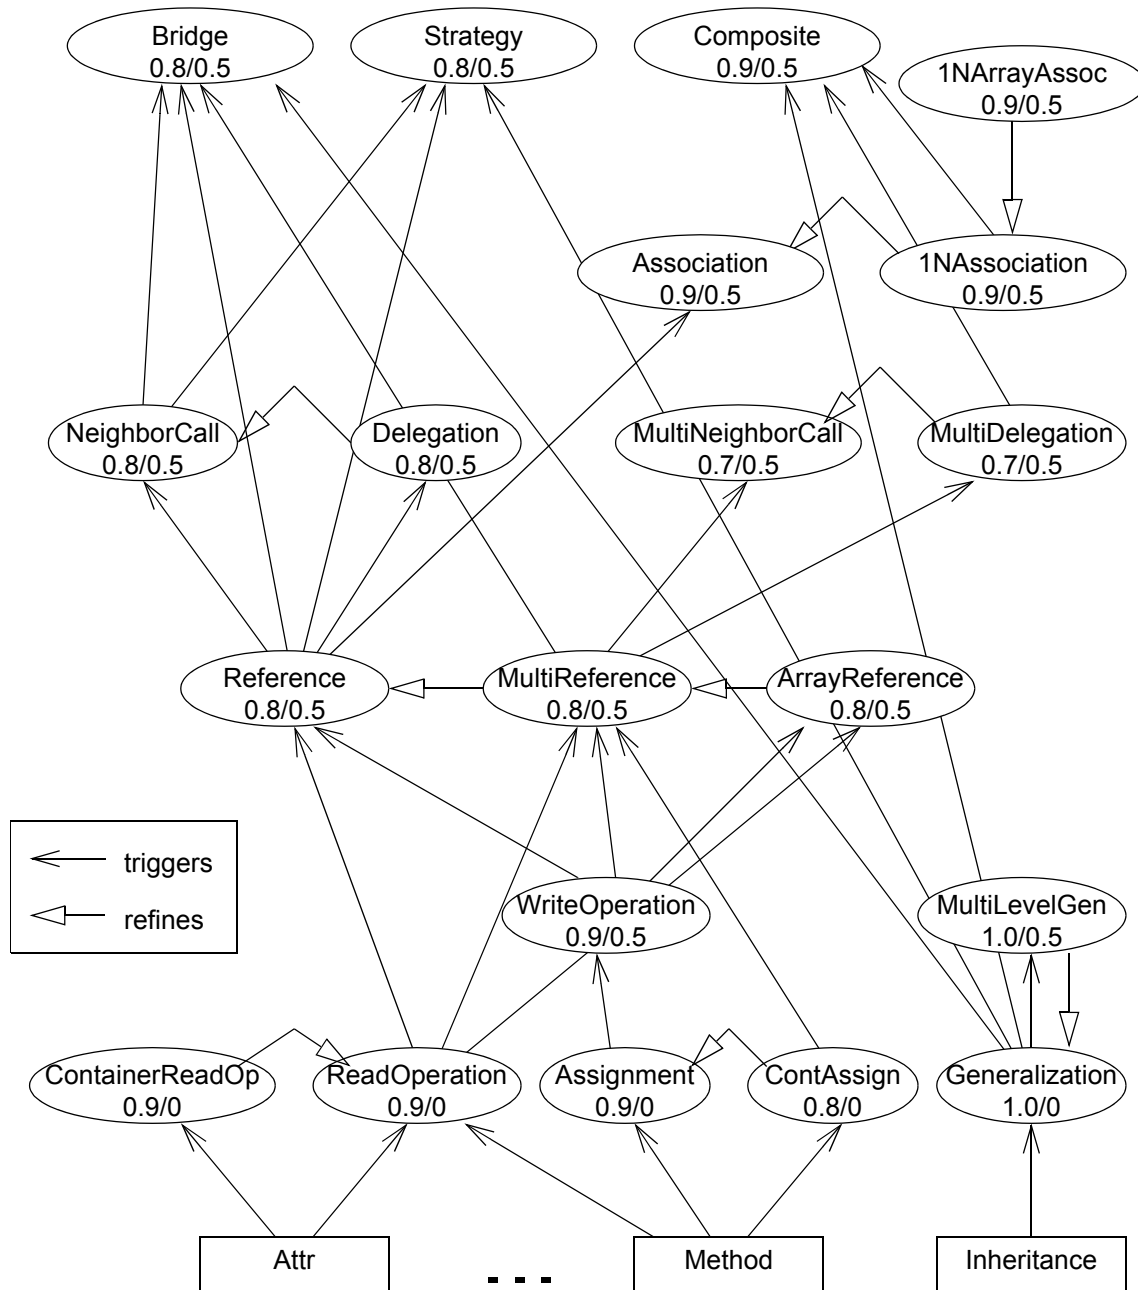 Bridge
0.8/0.5
Strategy
0.8/0.5
Composite
0.9/0.5
1NArrayAssoc
0.9/0.5
Association
0.9/0.5
1NAssociation
0.9/0.5
NeighborCall
0.8/0.5
Delegation
0.8/0.5
MultiNeighborCall
0.7/0.5
MultiDelegation
0.7/0.5
Reference
0.8/0.5
MultiReference
0.8/0.5
ArrayReference
0.8/0.5
triggers
refines
WriteOperation
0.9/0.5
MultiLevelGen
1.0/0.5
ContainerReadOp
0.9/0
ReadOperation
0.9/0
Assignment
0.9/0
ContAssign
0.8/0
Generalization
1.0/0
Attr
...
Method
Inheritance